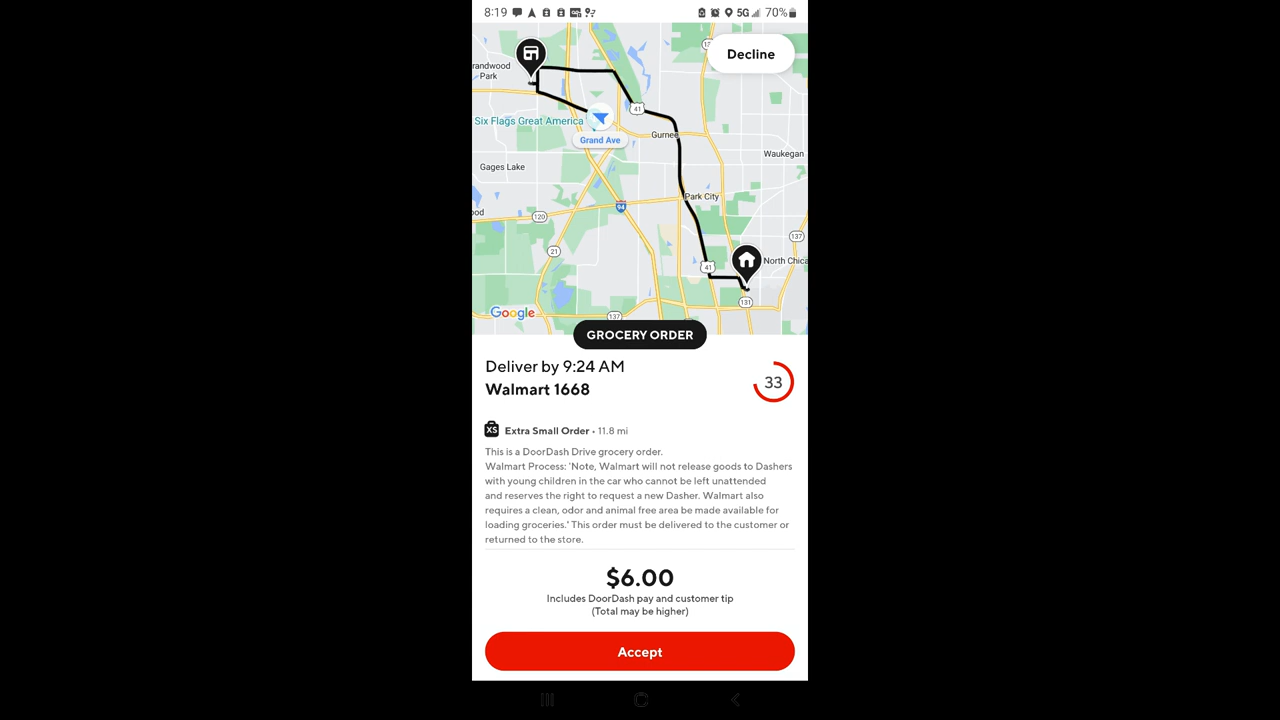 8:19
5G 70%
Decline
randwood
Park
13
41
Six Flags Great America
Gurnee
Grand Ave
Waukegan
Gages Lake
Park City
ood
94
120
137
21
41
North Chica
131
Google
137
GROCERY ORDER
Deliver by 9:24 AM
Walmart 1668
33
XS Extra Small Order • 11.8 mi
This is a DoorDash Drive grocery order.
Walmart Process: 'Note, Walmart will not release goods to Dashers
with young children in the car who cannot be left unattended
and reserves the right to request a new Dasher. Walmart also
requires a clean, odor and animal free area be made available for
loading groceries.' This order must be delivered to the customer or
returned to the store.
$6.00
Includes DoorDash pay and customer tip
(Total may be higher)
Accept